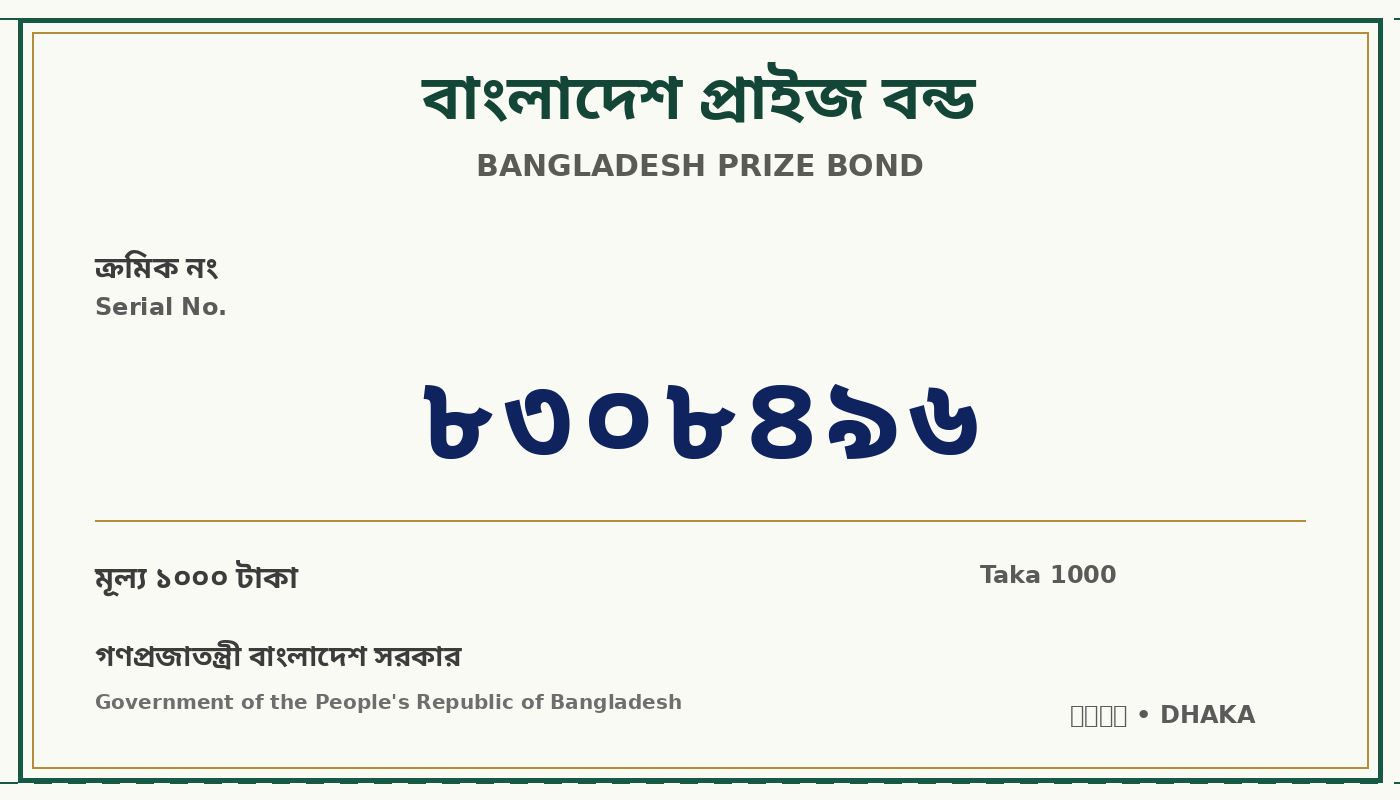 বাংলাদেশ প্রাইজ বন্ড
BANGLADESH PRIZE BOND
ক্রমিক নং
Serial No.
৮৩০৮৪৯৬
মূল্য ১০০০ টাকা
Taka 1000
গণপ্রজাতন্ত্রী বাংলাদেশ সরকার
Government of the People's Republic of Bangladesh
• DHAKA